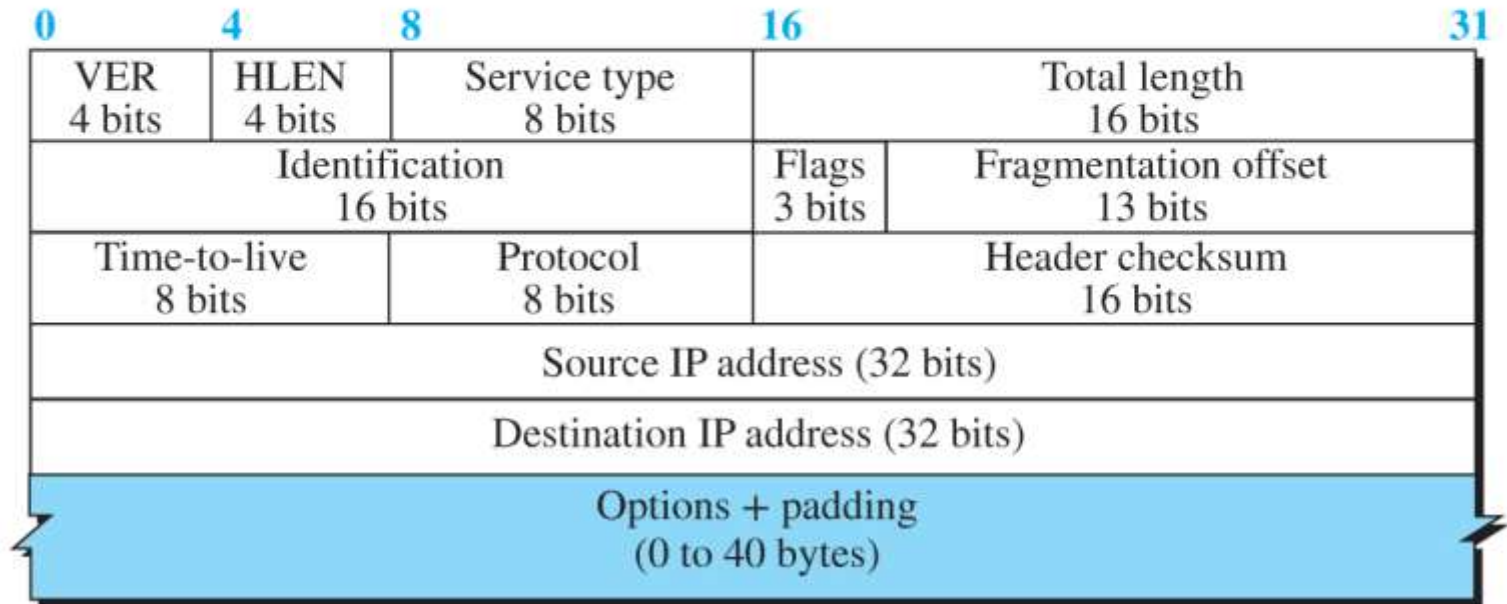 0 4 8 16 31
VER HLEN Service type Total length
4 bits 4 bits 8 bits 16 bits
Identification Flags Fragmentation offset
16 bits 3 bits 13 bits
Time-to-live Protocol Header checksum
8 bits 8 bits 16 bits
Source IP address (32 bits)
Destination IP address (32 bits)
Options + padding
(0 to 40 bytes)